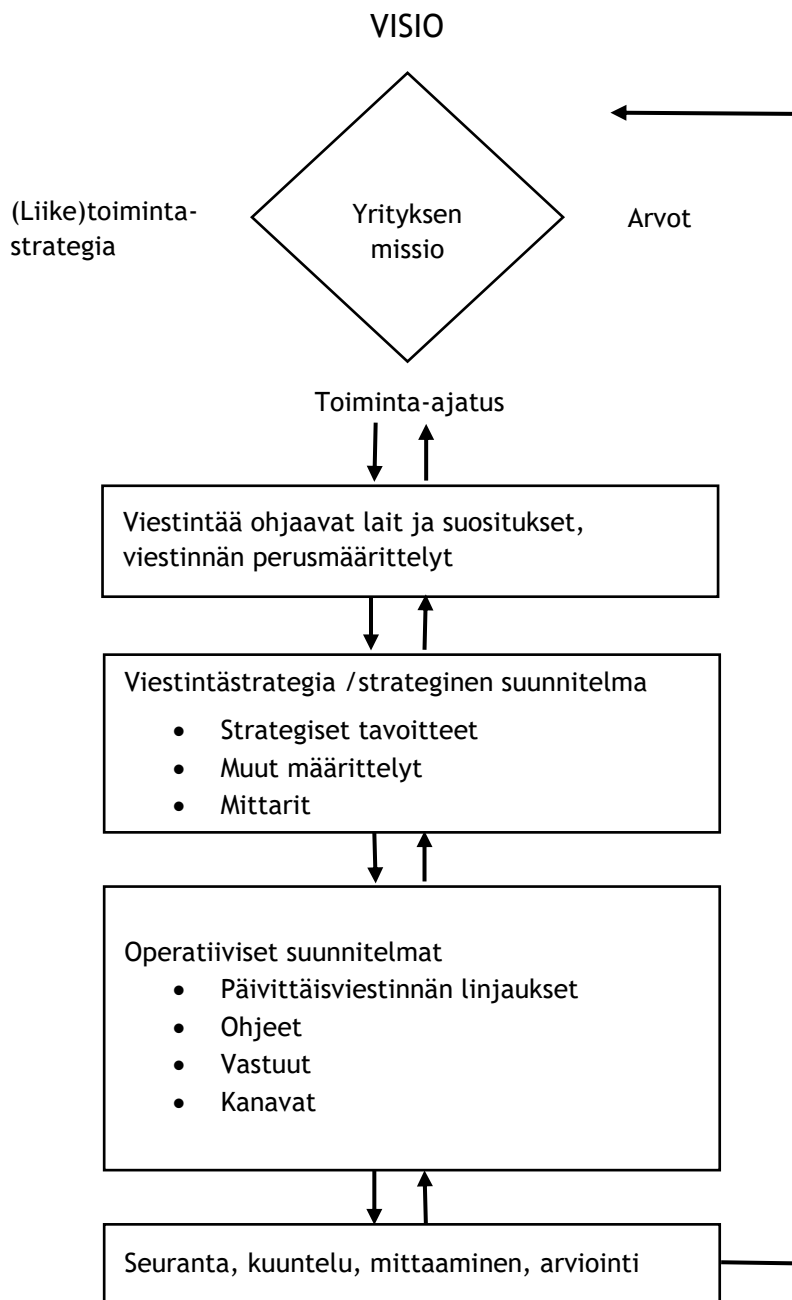 VISIO
(Liike)toiminta-
strategia
Yrityksen
missio
Arvot
Toiminta-ajatus
Viestintää ohjaavat lait ja suositukset,
viestinnän perusmäärittelyt
Viestintästrategia /strateginen suunnitelma
• Strategiset tavoitteet
• Muut määrittelyt
• Mittarit
Operatiiviset suunnitelmat
• Päivittäisviestinnän linjaukset
• Ohjeet
• Vastuut
• Kanavat
Seuranta, kuuntelu, mittaaminen, arviointi